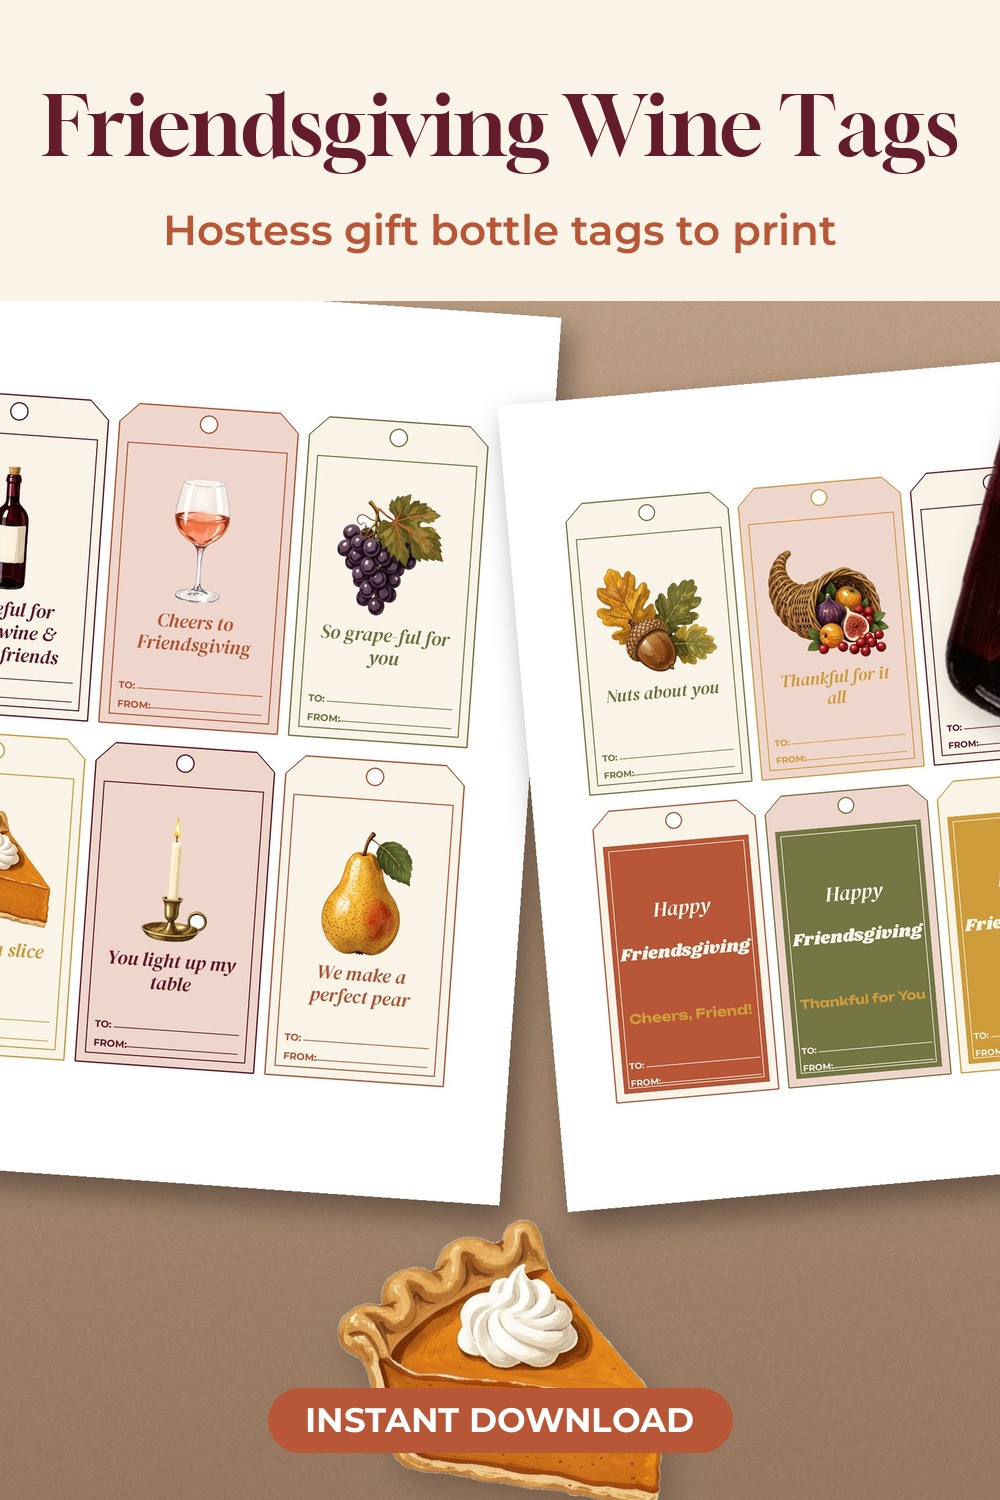 Friendsgiving Wine Tags
Hostess gift bottle tags to print
wine &
friends
TO:
FROM:
Cheers to
Friendsgiving
TO:
FROM:
So grape-ful for
you
TO:
FROM:
slice
You light up my
table
TO:
FROM:
We make a
perfect pear
TO:
FROM:
Nuts about you
TO:
FROM:
Thankful for it
all
TO:
FROM:
TO:
FROM:
Happy
Friendsgiving
Cheers, Friend!
TO:
FROM:
Happy
Friendsgiving
Thankful for You
TO:
FROM:
TO:
INSTANT DOWNLOAD